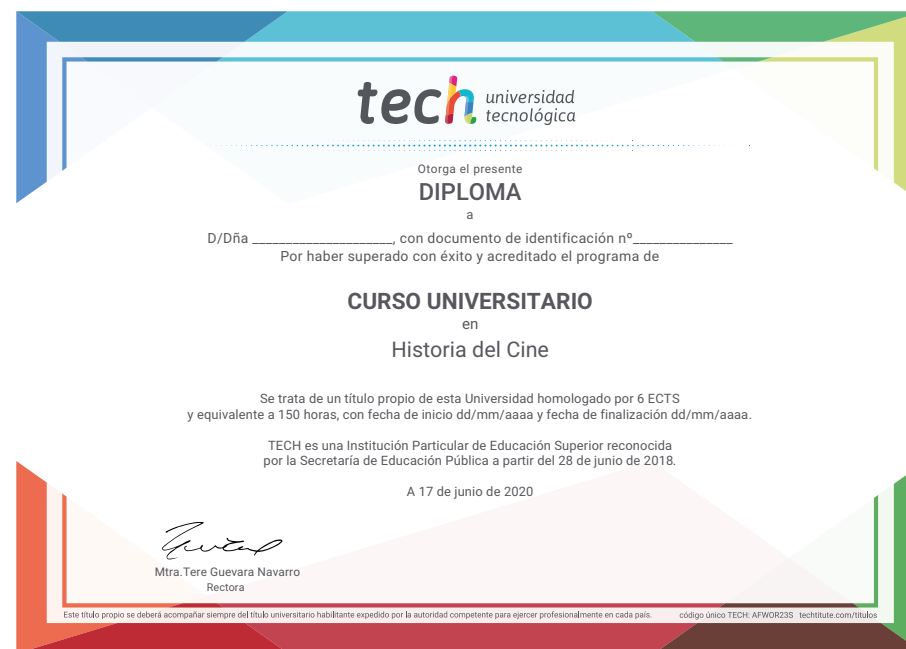 tech universidad
tecnológica
Otorga el presente
DIPLOMA
a
D/Dña _____________________, con documento de identificación nº_______________
Por haber superado con éxito y acreditado el programa de
CURSO UNIVERSITARIO
en
Historia del Cine
Se trata de un título propio de esta Universidad homologado por 6 ECTS
y equivalente a 150 horas, con fecha de inicio dd/mm/aaaa y fecha de finalización dd/mm/aaaa.
TECH es una Institución Particular de Educación Superior reconocida
por la Secretaría de Educación Pública a partir del 28 de junio de 2018.
A 17 de junio de 2020
Mtra.Tere Guevara Navarro
Rectora
Este título propio se deberá acompañar siempre del título universitario habilitante expedido por la autoridad competente para ejercer profesionalmente en cada país. código único TECH: AFWOR23S techtitute.com/titulos